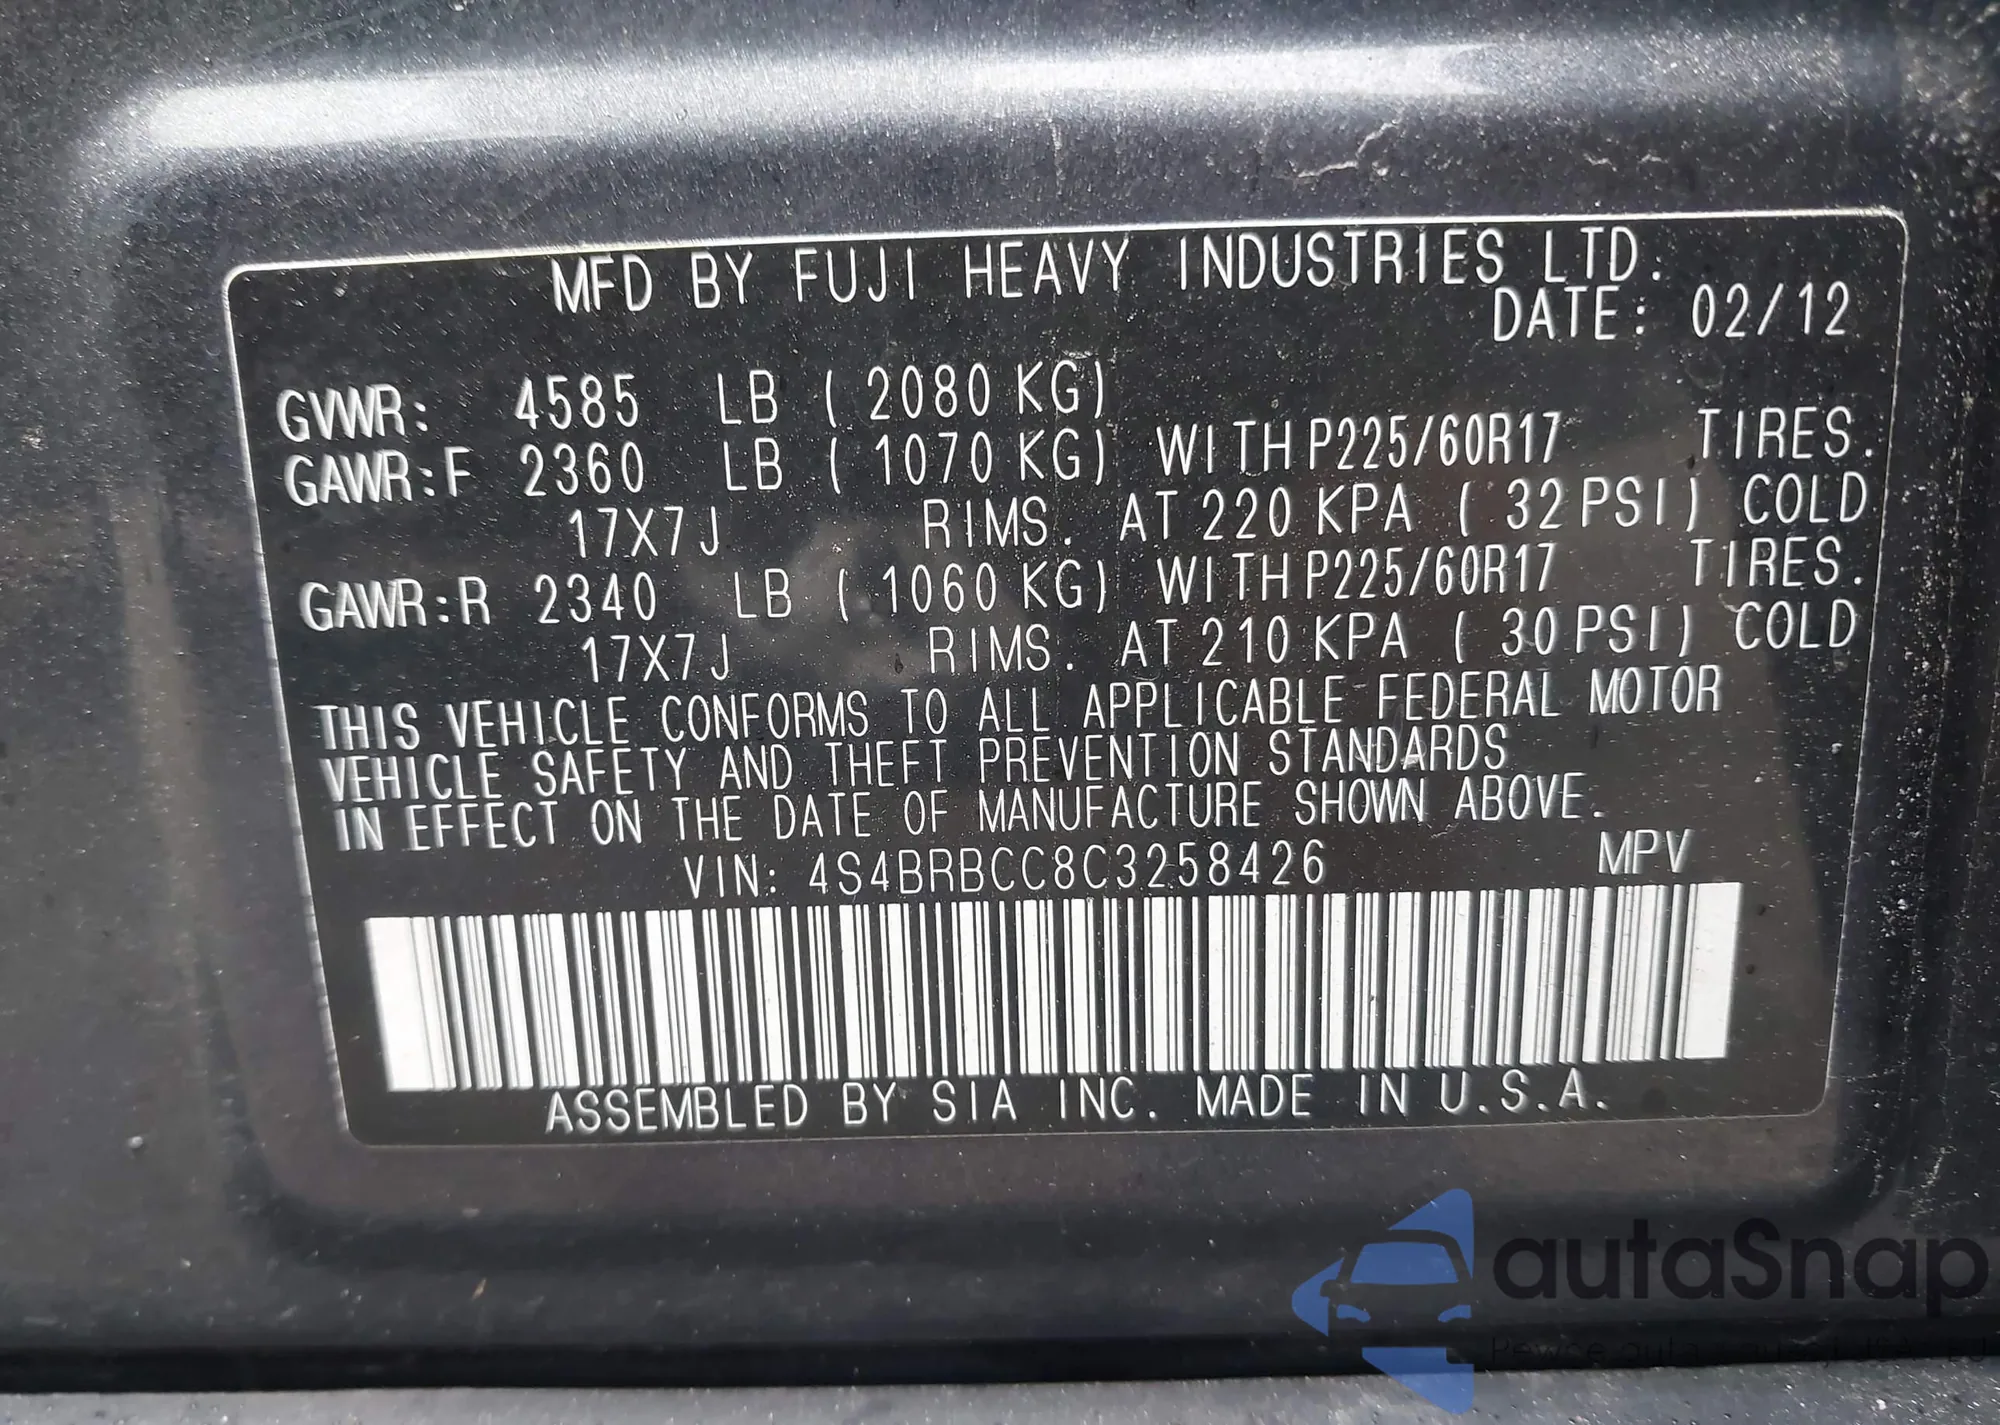 MFD BY FUJI HEAVY INDUSTRIES LTD.
DATE: 02/12
GVWR: 4585 LB ( 2080 KG)
GAWR:F 2360 LB ( 1070 KG) WITH P225/60R17 TIRES.
17X7J RIMS. AT 220 KPA ( 32 PSI) COLD
GAWR:R 2340 LB ( 1060 KG) WITH P225/60R17 TIRES.
17X7J RIMS. AT 210 KPA ( 30 PSI) COLD
THIS VEHICLE CONFORMS TO ALL APPLICABLE FEDERAL MOTOR
VEHICLE SAFETY AND THEFT PREVENTION STANDARDS
IN EFFECT ON THE DATE OF MANUFACTURE SHOWN ABOVE.
VIN: 4S4BRBCC8C3258426 MPV
ASSEMBLED BY SIA INC. MADE IN U.S.A.
autaSnap
Pewne auta z aukcji